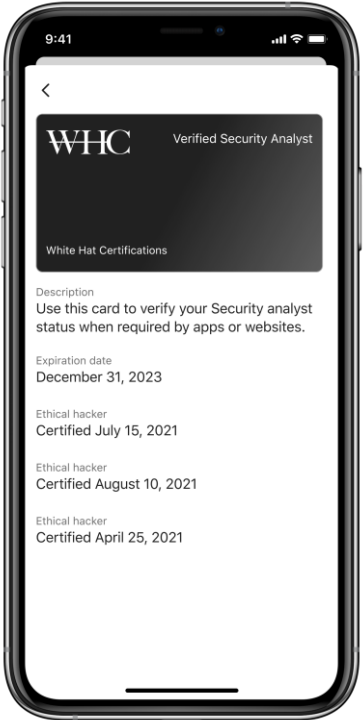 9:41
WHC
Verified Security Analyst
White Hat Certifications
Description
Use this card to verify your Security analyst
status when required by apps or websites.
Expiration date
December 31, 2023
Ethical hacker
Certified July 15, 2021
Ethical hacker
Certified August 10, 2021
Ethical hacker
Certified April 25, 2021